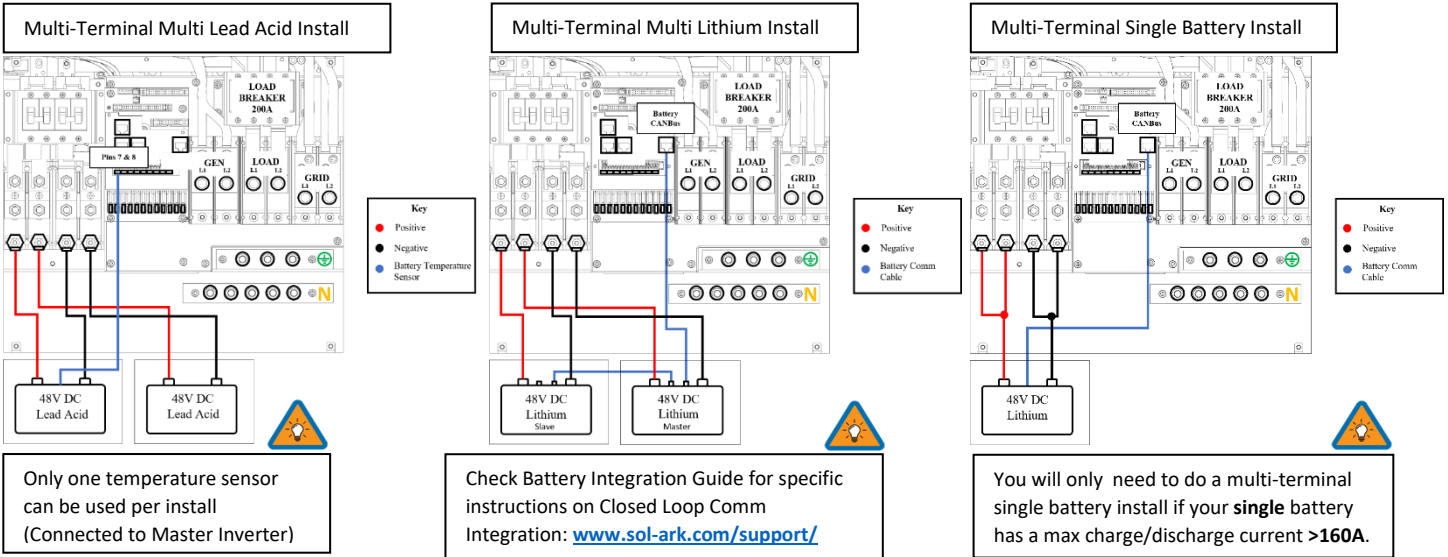 Multi-Terminal Multi Lead Acid Install
LOAD
BREAKER
200A
Pins 7 & 8
GEN
L1 L2
LOAD
L1 L2
GRID
L1 L2
N
48V DC
Lead Acid
48V DC
Lead Acid
Key
Positive
Negative
Battery Temperature
Sensor
Only one temperature sensor
can be used per install
(Connected to Master Inverter)
Multi-Terminal Multi Lithium Install
LOAD
BREAKER
200A
Battery
CANBus
GEN
L1 L2
LOAD
L1 L2
GRID
L1 L2
N
48V DC
Lithium
Slave
48V DC
Lithium
Master
Key
Positive
Negative
Battery Comm
Cable
Check Battery Integration Guide for specific
instructions on Closed Loop Comm
Integration: www.sol-ark.com/support/
Multi-Terminal Single Battery Install
LOAD
BREAKER
200A
Battery
CANBus
GEN
L1 L2
LOAD
L1 L2
GRID
L1 L2
N
48V DC
Lithium
Key
Positive
Negative
Battery Comm
Cable
You will only need to do a multi-terminal
single battery install if your single battery
has a max charge/discharge current >160A.